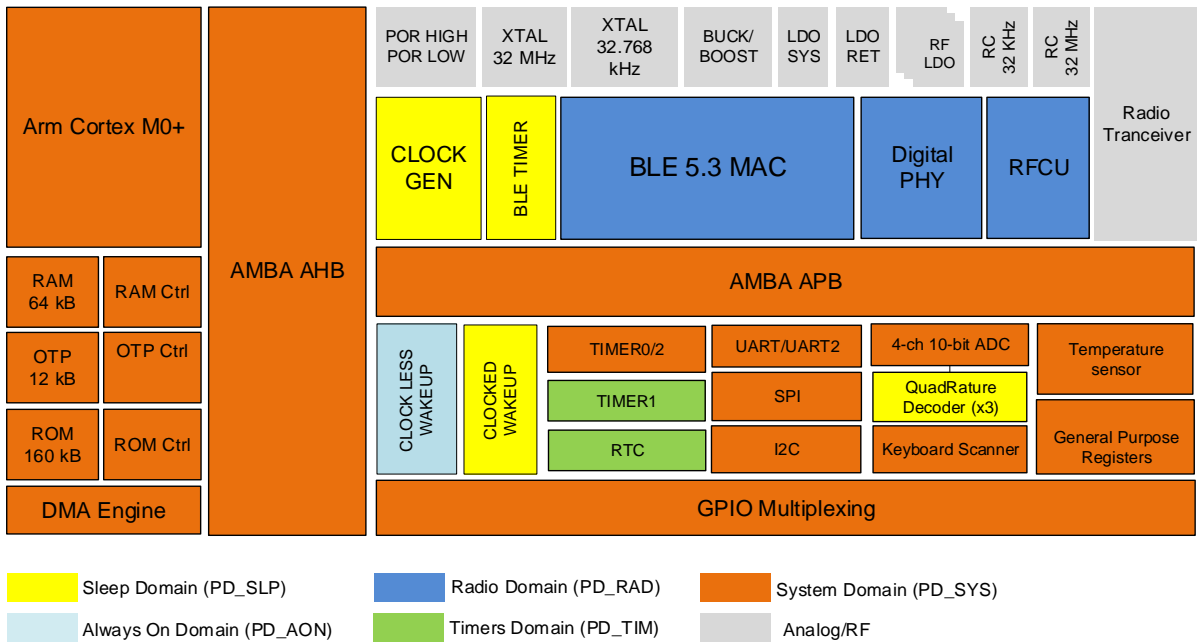 Arm Cortex M0+
RAM
64 kB
RAM Ctrl
OTP
12 kB
OTP Ctrl
ROM
160 kB
ROM Ctrl
DMA Engine
AMBA AHB
POR HIGH
POR LOW
XTAL
32 MHz
XTAL
32.768
kHz
BUCK/
BOOST
LDO
SYS
LDO
RET
RF
LDO
RC
32 KHz
RC
32 MHz
Radio
Tranceiver
CLOCK
GEN
BLE TIMER
BLE 5.3 MAC
Digital
PHY
RFCU
AMBA APB
CLOCK LESS
WAKEUP
CLOCKED
WAKEUP
TIMER0/2
TIMER1
RTC
UART/UART2
SPI
I2C
4-ch 10-bit ADC
QuadRature
Decoder (x3)
Keyboard Scanner
Temperature
sensor
General Purpose
Registers
GPIO Multiplexing
Sleep Domain (PD_SLP)
Radio Domain (PD_RAD)
System Domain (PD_SYS)
Always On Domain (PD_AON)
Timers Domain (PD_TIM)
Analog/RF